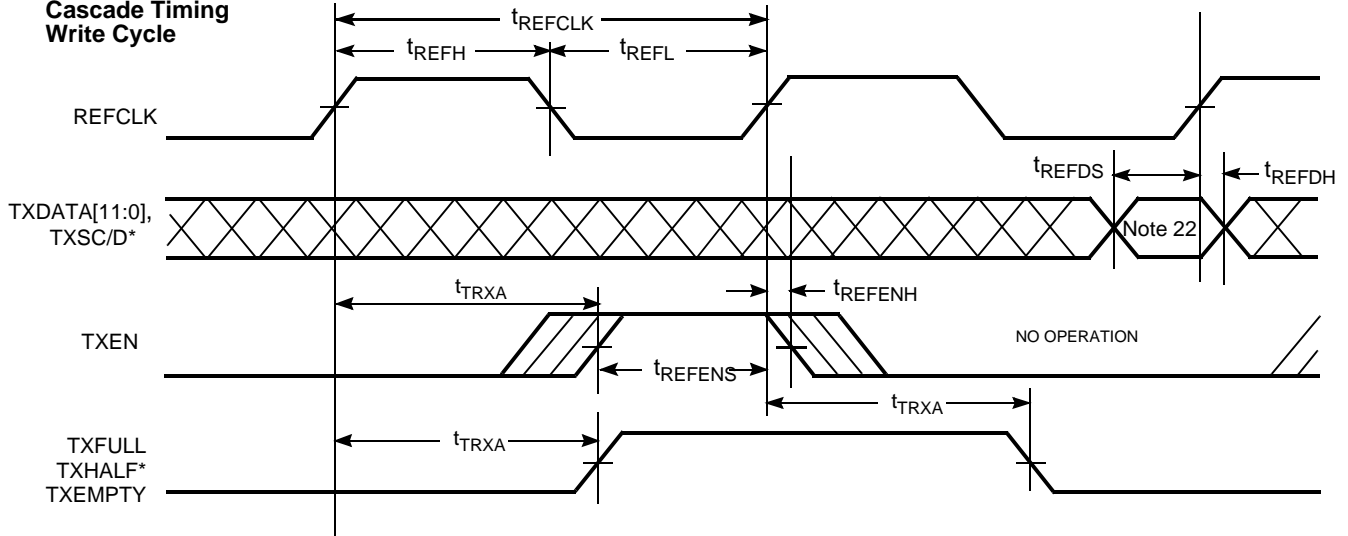 Cascade Timing
Write Cycle
tREFCLK
tREFH
tREFL
REFCLK
tREFDS
tREFDH
TXDATA[11:0],
TXSC/D*
Note 22
tTRXA
tREFENH
TXEN
NO OPERATION
tREFENS
tTRXA
tTRXA
TXFULL
TXHALF*
TXEMPTY